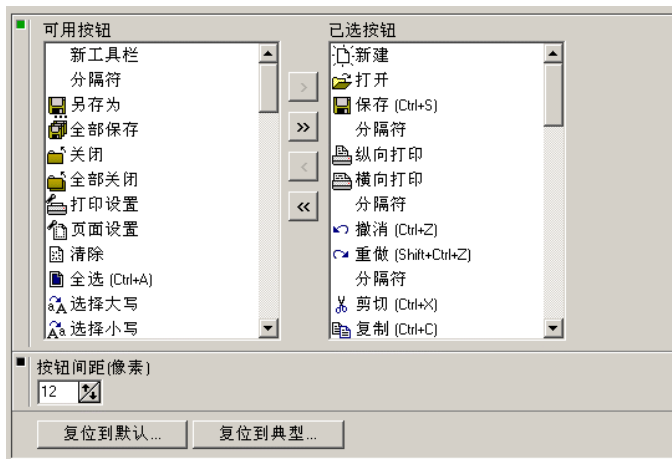 可用按钮
新工具栏
分隔符
另存为
全部保存
关闭
全部关闭
打印设置
页面设置
清除
全选 (Ctrl+A)
选择大写
选择小写
>
»
<
«
已选按钮
新建
打开
保存 (Ctrl+S)
分隔符
纵向打印
横向打印
分隔符
撤消 (Ctrl+Z)
重做 (Shift+Ctrl+Z)
分隔符
剪切 (Ctrl+X)
复制 (Ctrl+C)
按钮间距(像素)
12
复位到默认...
复位到典型...